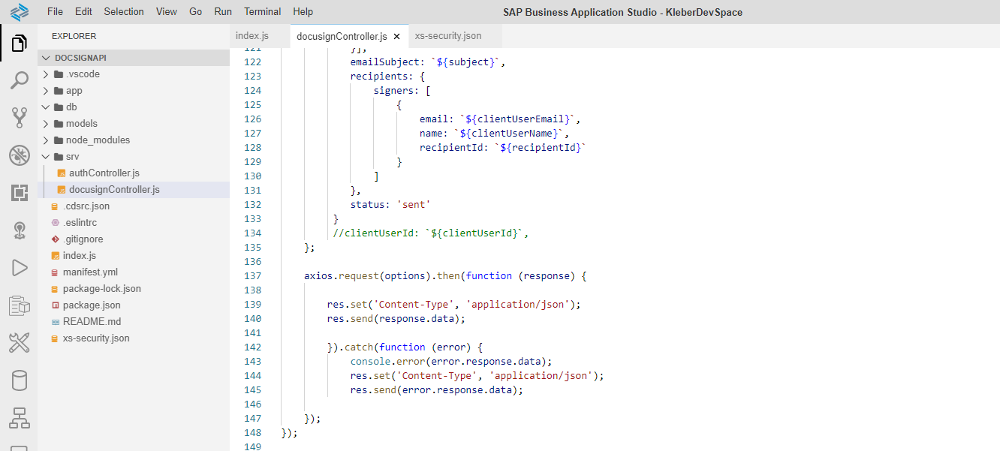 File Edit Selection View Go Run Terminal Help
SAP Business Application Studio - KleberDevSpace
EXPLORER
DOCSIGNAPI
.vscode
app
db
models
node_modules
srv
authController.js
docusignController.js
.cdsrc.json
.eslintrc
.gitignore
index.js
manifest.yml
package-lock.json
package.json
README.md
xs-security.json
index.js docusignController.js × xs-security.json
121 }],
122 emailSubject: `${subject}`,
123 recipients: {
124 signers: [
125 {
126 email: `${clientUserEmail}`,
127 name: `${clientUserName}`,
128 recipientId: `${recipientId}`
129 }
130 ]
131 },
132 status: 'sent'
133 }
134 //clientUserId: `${clientUserId}`,
135 };
136
137 axios.request(options).then(function (response) {
138
139 res.set('Content-Type', 'application/json');
140 res.send(response.data);
141
142 }).catch(function (error) {
143 console.error(error.response.data);
144 res.set('Content-Type', 'application/json');
145 res.send(error.response.data);
146
147 });
148 });
149